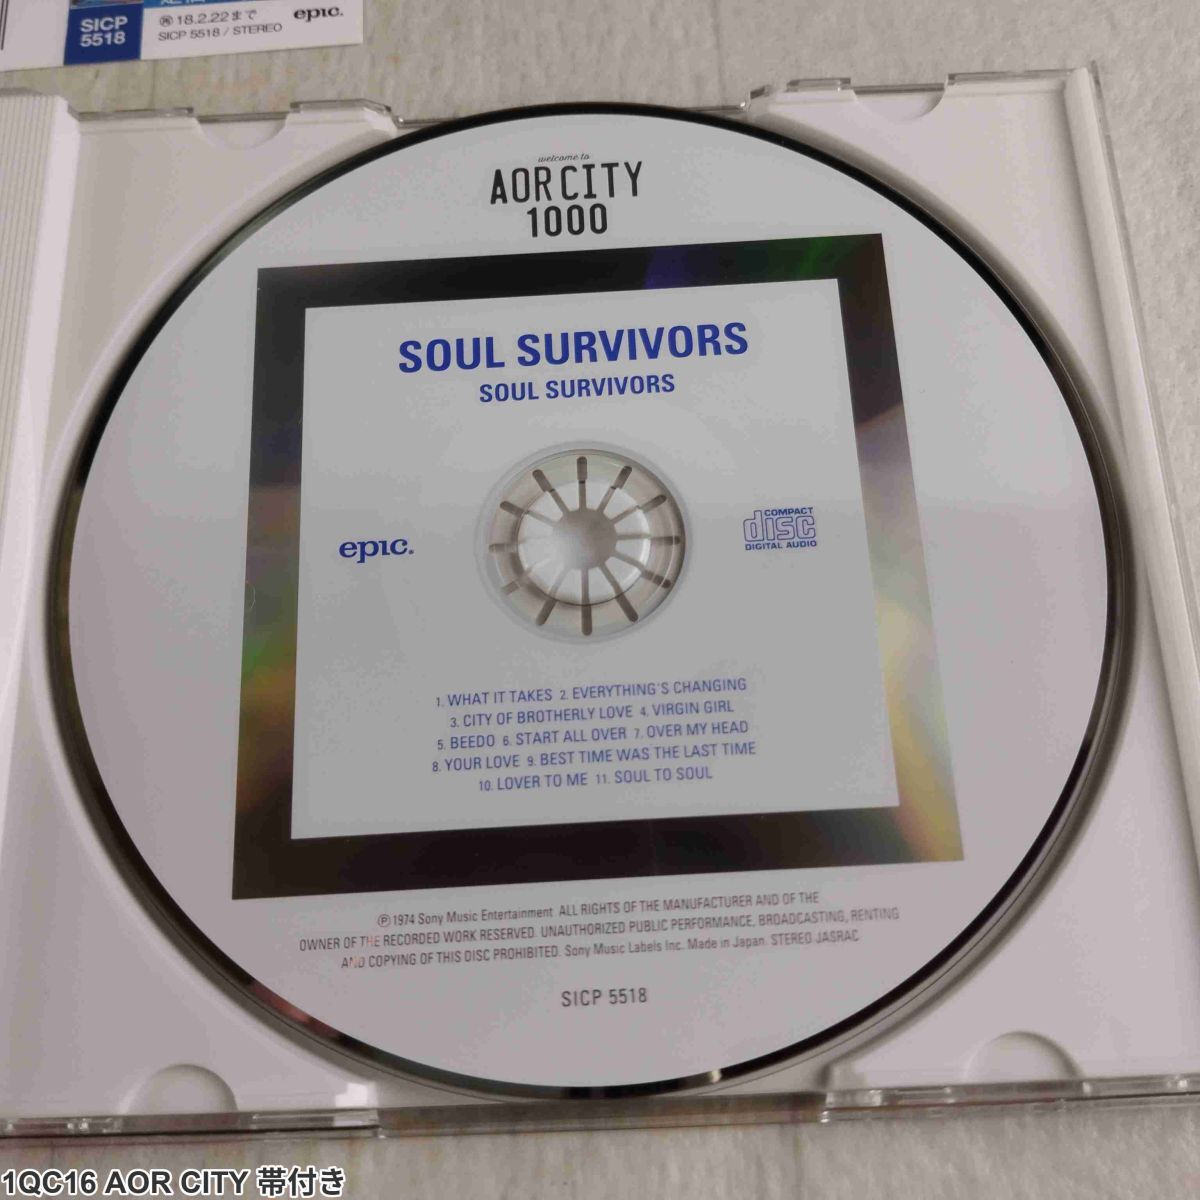 SICP
5518
18.2.22まで
SICP 5518 / STEREO
epic.
welcome to
AOR CITY
1000
SOUL SURVIVORS
SOUL SURVIVORS
epic.
COMPACT
disc
DIGITAL AUDIO
1. WHAT IT TAKES 2. EVERYTHING'S CHANGING
3. CITY OF BROTHERLY LOVE 4. VIRGIN GIRL
5. BEEDO 6. START ALL OVER 7. OVER MY HEAD
8. YOUR LOVE 9. BEST TIME WAS THE LAST TIME
10. LOVER TO ME 11. SOUL TO SOUL
Ⓟ 1974 Sony Music Entertainment. ALL RIGHTS OF THE MANUFACTURER AND OF THE
OWNER OF THE RECORDED WORK RESERVED. UNAUTHORIZED PUBLIC PERFORMANCE, BROADCASTING, RENTING
AND COPYING OF THIS DISC PROHIBITED. Sony Music Labels Inc. Made in Japan. STEREO JASRAC
SICP 5518
1QC16 AOR CITY 帯付き